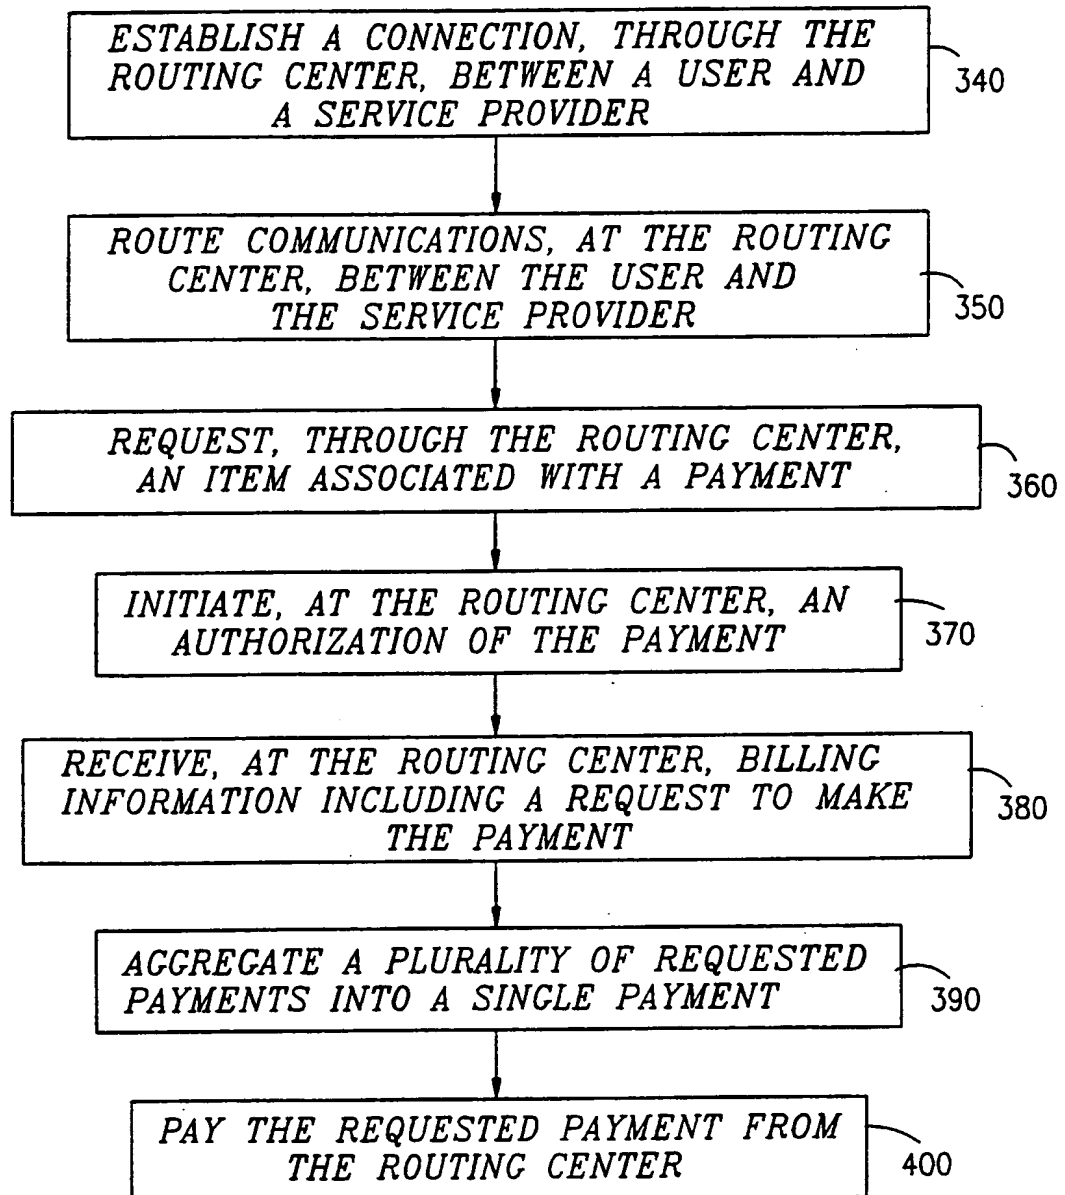 ESTABLISH A CONNECTION, THROUGH THE
ROUTING CENTER, BETWEEN A USER AND
A SERVICE PROVIDER
340
ROUTE COMMUNICATIONS, AT THE ROUTING
CENTER, BETWEEN THE USER AND
THE SERVICE PROVIDER
350
REQUEST, THROUGH THE ROUTING CENTER,
AN ITEM ASSOCIATED WITH A PAYMENT
360
INITIATE, AT THE ROUTING CENTER, AN
AUTHORIZATION OF THE PAYMENT
370
RECEIVE, AT THE ROUTING CENTER, BILLING
INFORMATION INCLUDING A REQUEST TO MAKE
THE PAYMENT
380
AGGREGATE A PLURALITY OF REQUESTED
PAYMENTS INTO A SINGLE PAYMENT
390
PAY THE REQUESTED PAYMENT FROM
THE ROUTING CENTER
400